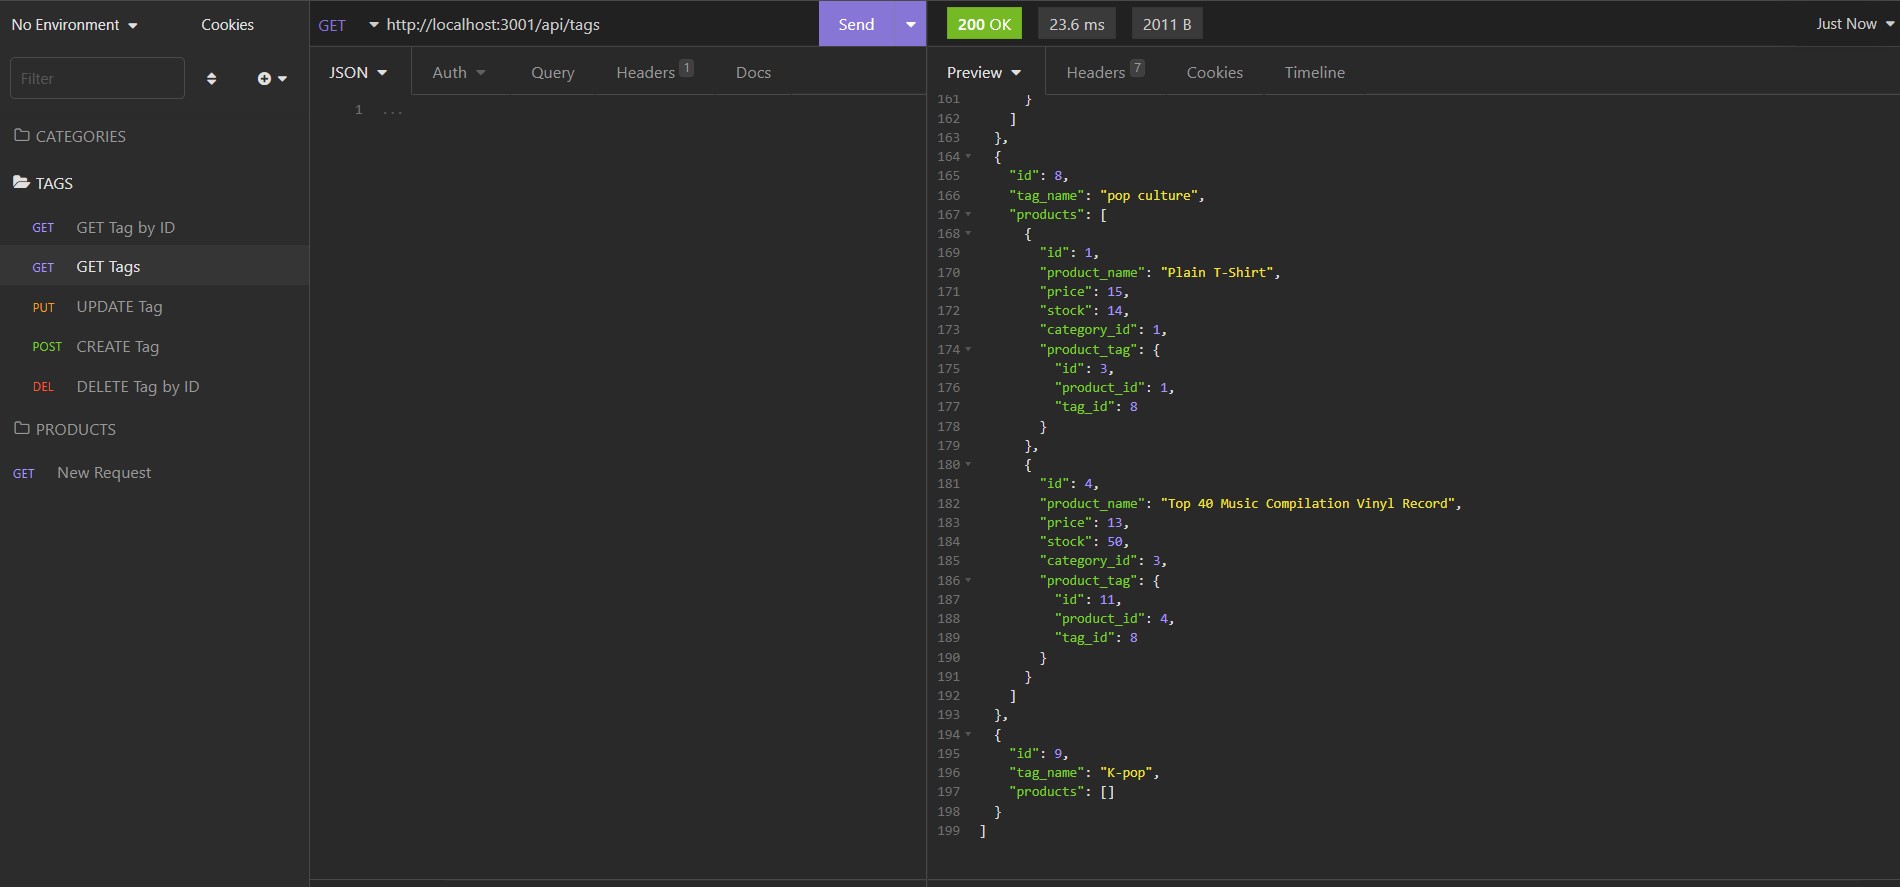 No Environment Cookies
Filter
CATEGORIES
TAGS
GET GET Tag by ID
GET GET Tags
PUT UPDATE Tag
POST CREATE Tag
DEL DELETE Tag by ID
PRODUCTS
GET New Request
GET http://localhost:3001/api/tags Send
JSON Auth Query Headers 1 Docs
1 ...
200 OK 23.6 ms 2011 B Just Now
Preview Headers 7 Cookies Timeline
161 }
162 ]
163 },
164 {
165 "id": 8,
166 "tag_name": "pop culture",
167 "products": [
168 {
169 "id": 1,
170 "product_name": "Plain T-Shirt",
171 "price": 15,
172 "stock": 14,
173 "category_id": 1,
174 "product_tag": {
175 "id": 3,
176 "product_id": 1,
177 "tag_id": 8
178 }
179 },
180 {
181 "id": 4,
182 "product_name": "Top 40 Music Compilation Vinyl Record",
183 "price": 13,
184 "stock": 50,
185 "category_id": 3,
186 "product_tag": {
187 "id": 11,
188 "product_id": 4,
189 "tag_id": 8
190 }
191 }
192 ]
193 },
194 {
195 "id": 9,
196 "tag_name": "K-pop",
197 "products": []
198 }
199 ]